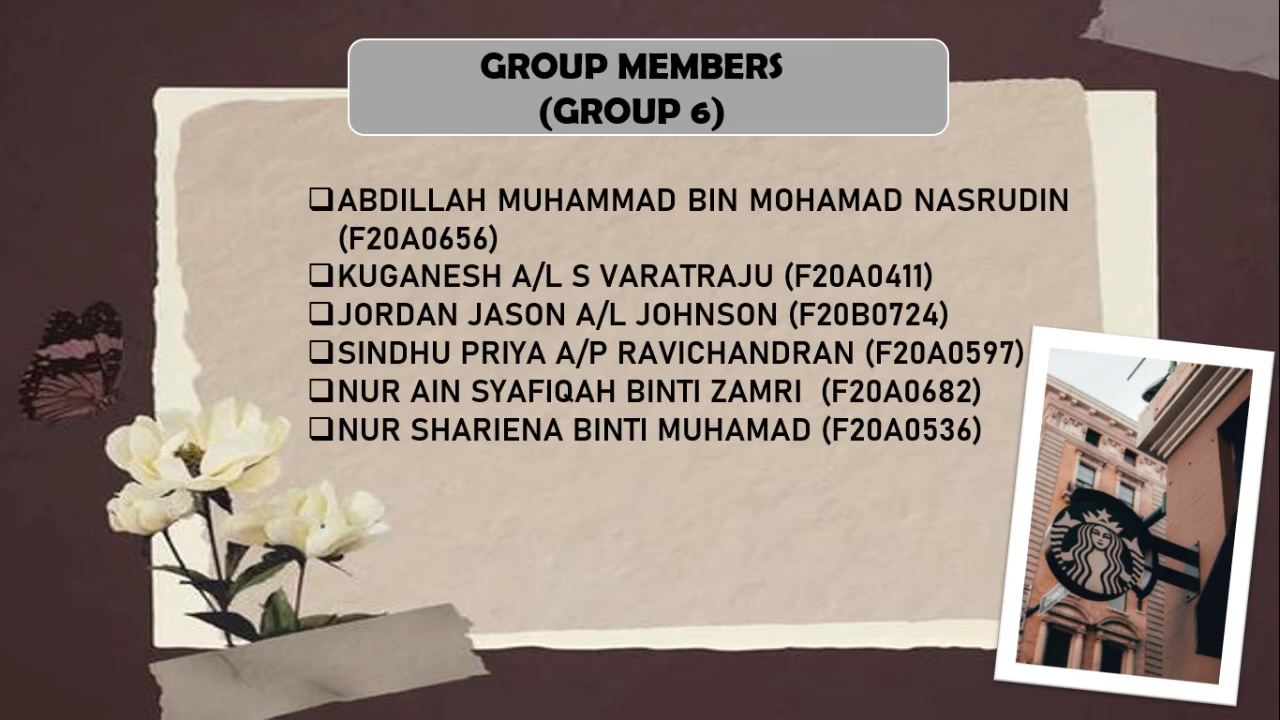 GROUP MEMBERS
(GROUP 6)
❑ABDILLAH MUHAMMAD BIN MOHAMAD NASRUDIN
(F20A0656)
❑KUGANESH A/L S VARATRAJU (F20A0411)
❑JORDAN JASON A/L JOHNSON (F20B0724)
❑SINDHU PRIYA A/P RAVICHANDRAN (F20A0597)
❑NUR AIN SYAFIQAH BINTI ZAMRI  (F20A0682)
❑NUR SHARIENA BINTI MUHAMAD (F20A0536)